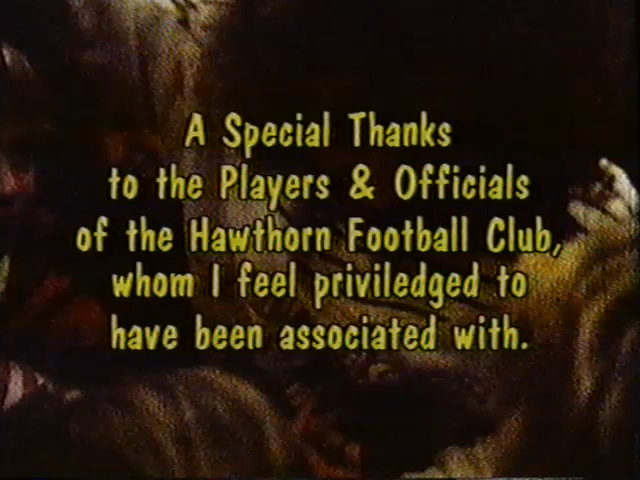 A Special Thanks
to the Players & Officials
of the Hawthorn Football Club,
whom I feel priviledged to
have been associated with.